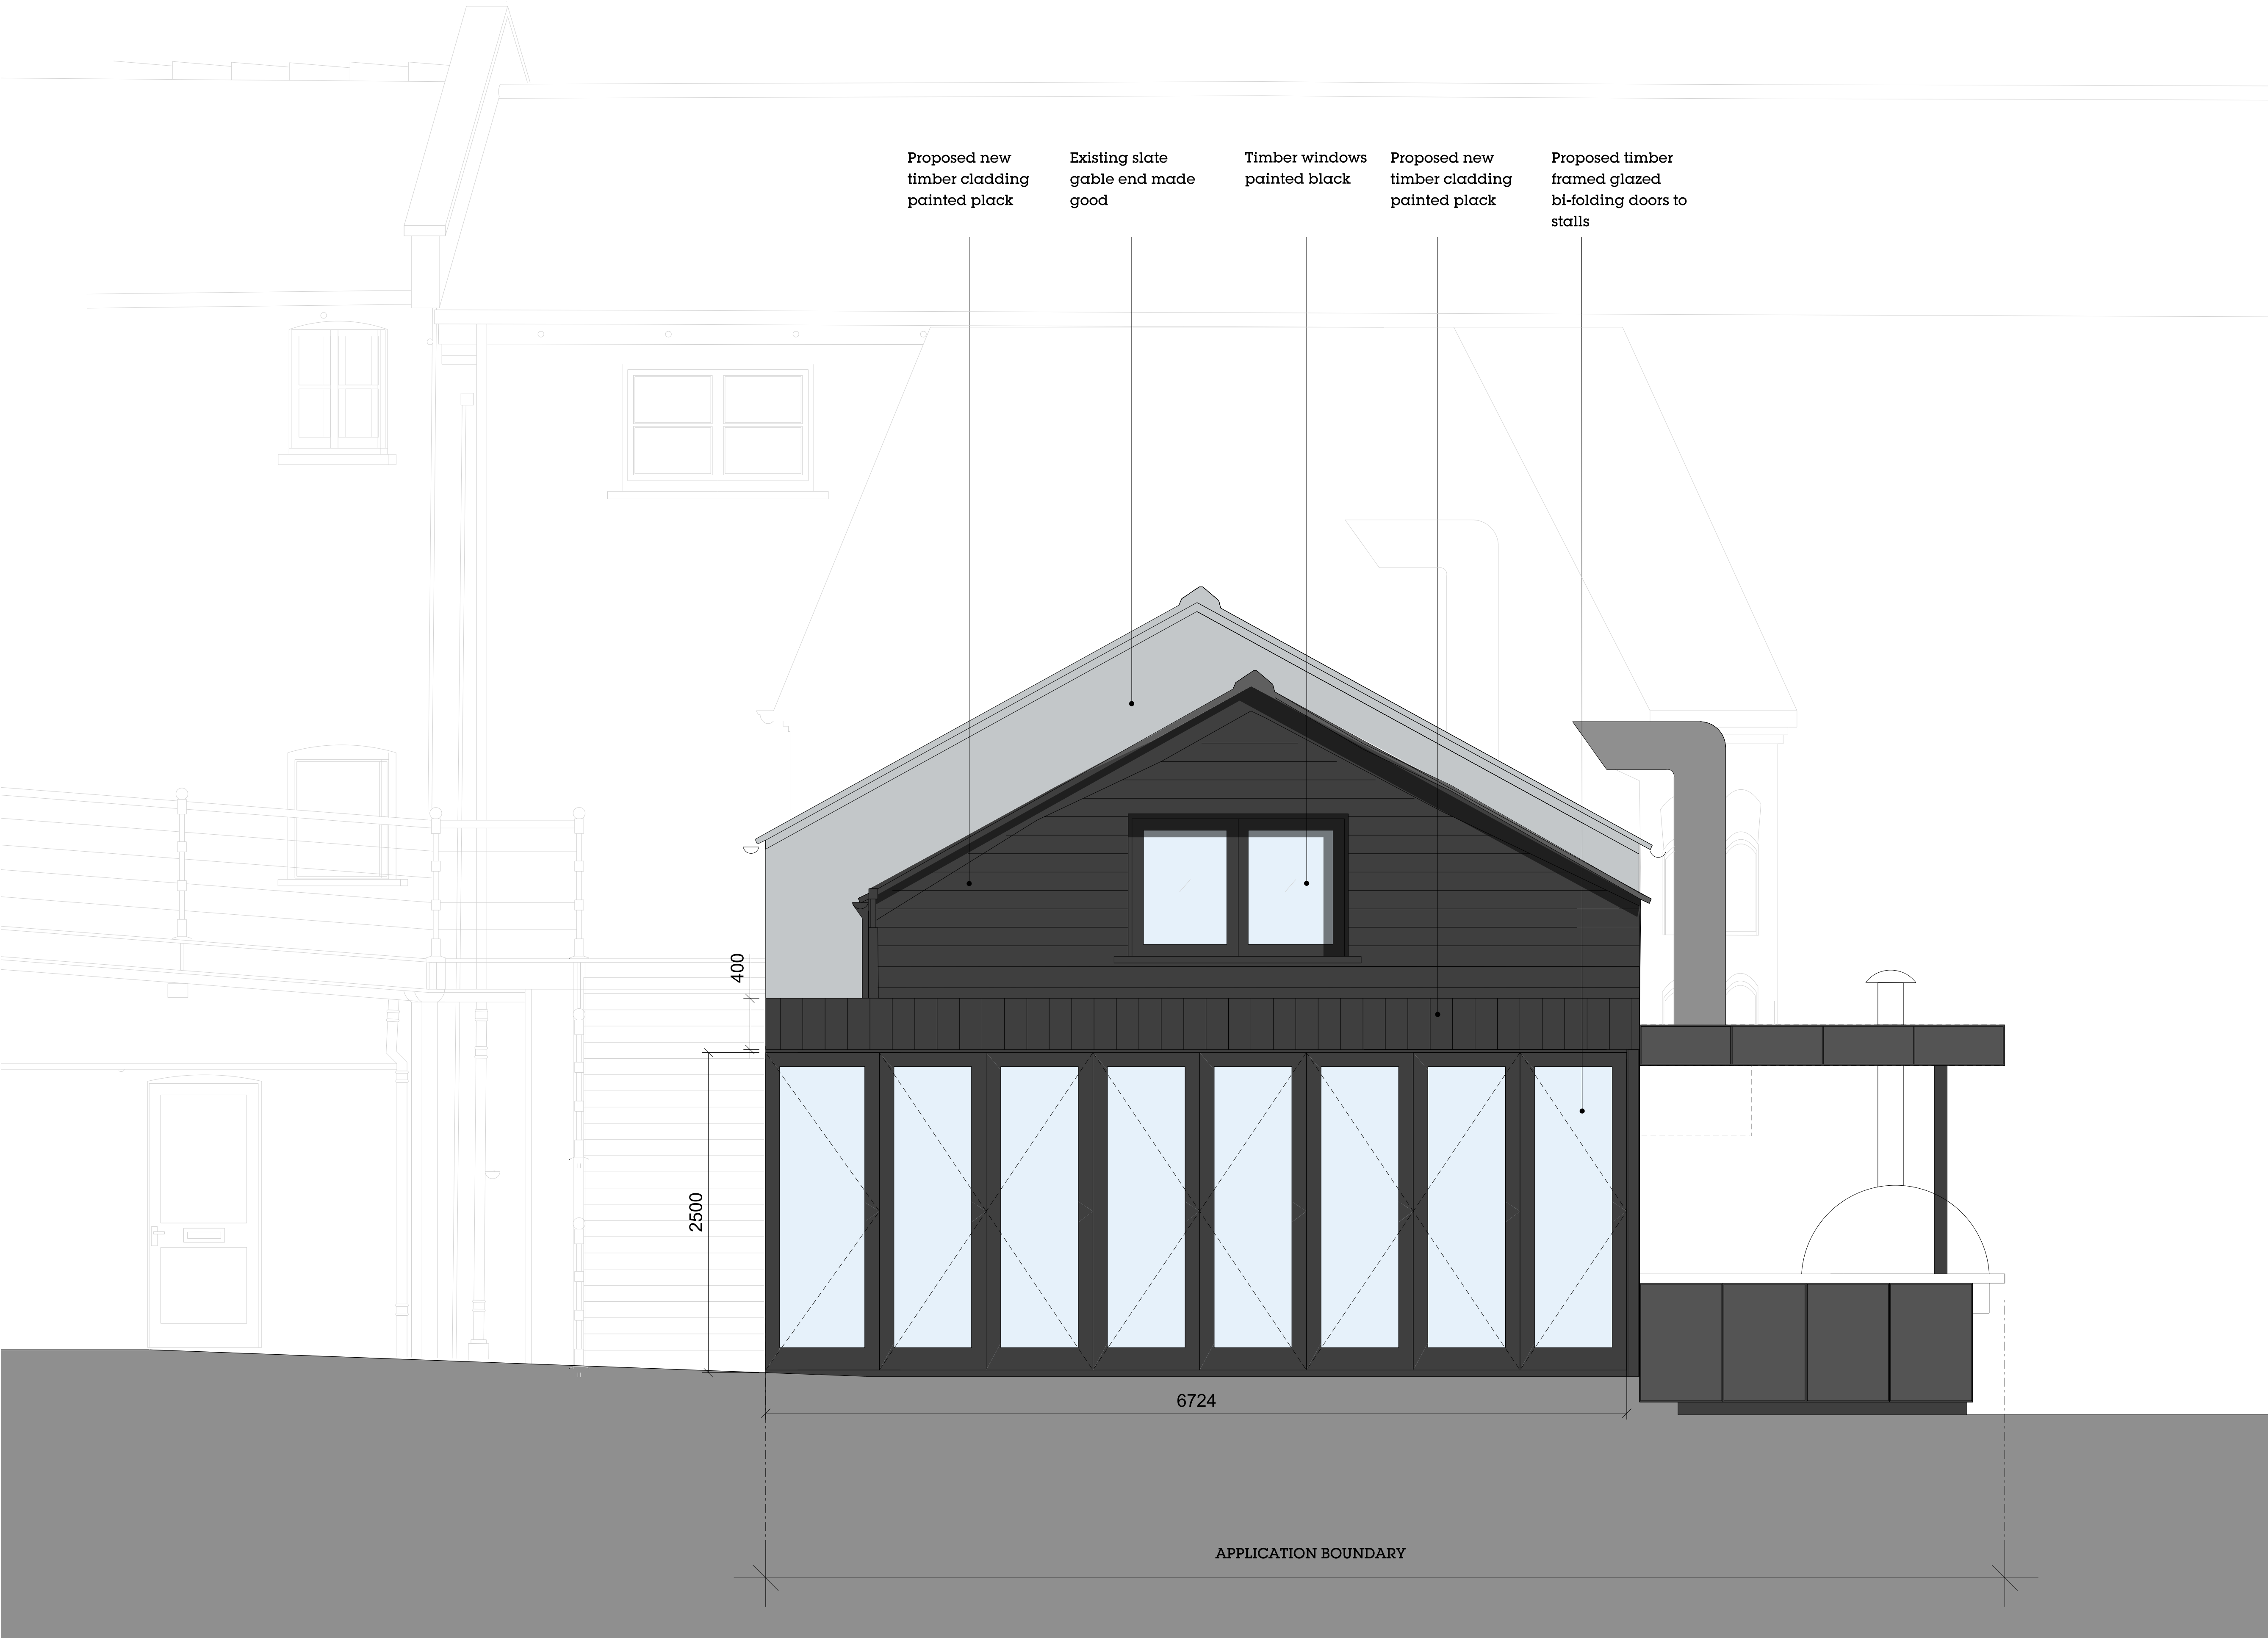 Proposed new
timber cladding
painted plack
Existing slate
gable end made
good
Timber windows
painted black
Proposed new
timber cladding
painted plack
Proposed timber
framed glazed
bi-folding doors to
stalls
400
2500
6724
APPLICATION BOUNDARY